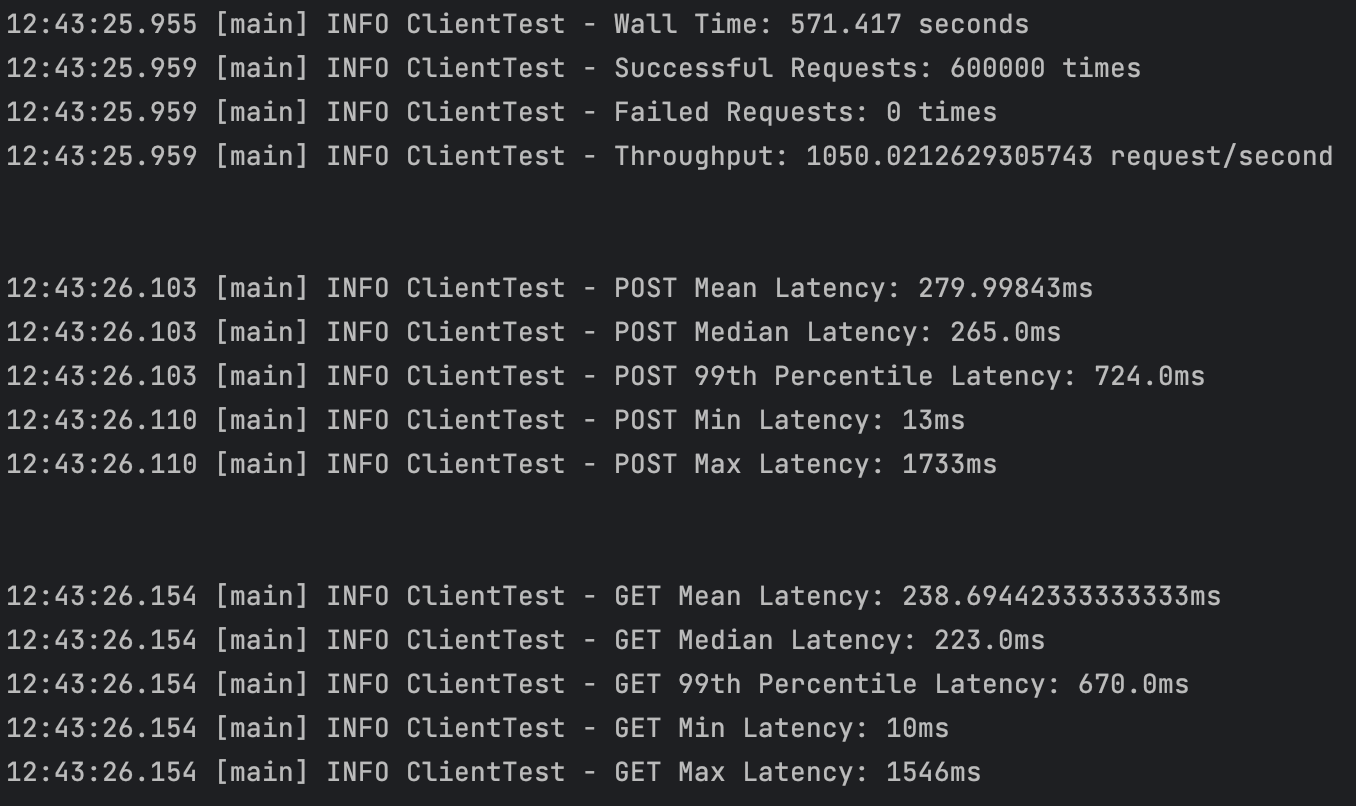 12:43:25.955 [main] INFO ClientTest - Wall Time: 571.417 seconds
12:43:25.959 [main] INFO ClientTest - Successful Requests: 600000 times
12:43:25.959 [main] INFO ClientTest - Failed Requests: 0 times
12:43:25.959 [main] INFO ClientTest - Throughput: 1050.0212629305743 request/second
12:43:26.103 [main] INFO ClientTest - POST Mean Latency: 279.99843ms
12:43:26.103 [main] INFO ClientTest - POST Median Latency: 265.0ms
12:43:26.103 [main] INFO ClientTest - POST 99th Percentile Latency: 724.0ms
12:43:26.110 [main] INFO ClientTest - POST Min Latency: 13ms
12:43:26.110 [main] INFO ClientTest - POST Max Latency: 1733ms
12:43:26.154 [main] INFO ClientTest - GET Mean Latency: 238.69442333333333ms
12:43:26.154 [main] INFO ClientTest - GET Median Latency: 223.0ms
12:43:26.154 [main] INFO ClientTest - GET 99th Percentile Latency: 670.0ms
12:43:26.154 [main] INFO ClientTest - GET Min Latency: 10ms
12:43:26.154 [main] INFO ClientTest - GET Max Latency: 1546ms